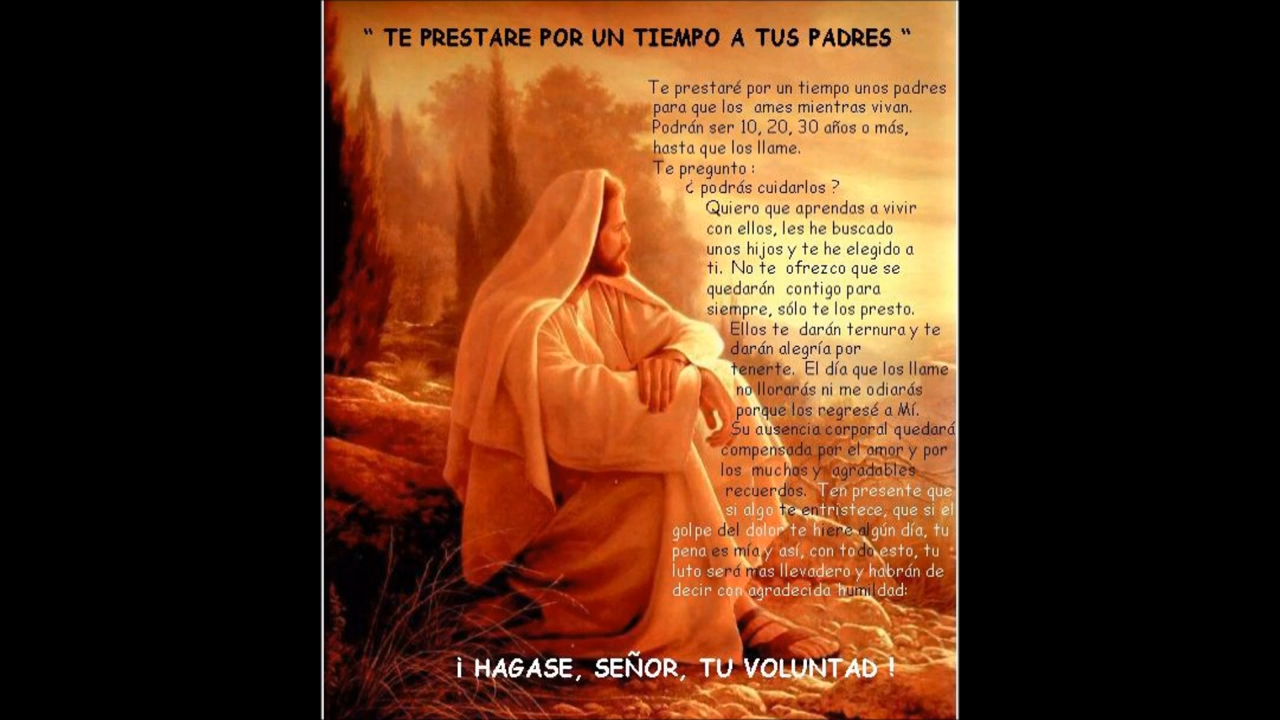 “ TE PRESTARE POR UN TIEMPO A TUS PADRES “
Te prestaré por un tiempo unos padres
para que los ames mientras vivan.
Podrán ser 10, 20, 30 años o más,
hasta que los llame.
Te pregunto :
¿ podrás cuidarlos ?
Quiero que aprendas a vivir
con ellos, les he buscado
unos hijos y te he elegido a
ti. No te ofrezco que se
quedarán contigo para
siempre, sólo te los presto.
Ellos te darán ternura y te
darán alegría por
tenerte. El día que los llame
no llorarás ni me odiarás
porque los regresé a Mí.
Su ausencia corporal quedará
compensada por el amor y por
los muchos y agradables
recuerdos. Ten presente que
si algo te entristece, que si el
golpe del dolor te hiere algún día, tu
pena es mía y así, con todo esto, tu
luto será mas llevadero y habrán de
decir con agradecida humildad:
¡ HAGASE, SEÑOR, TU VOLUNTAD !